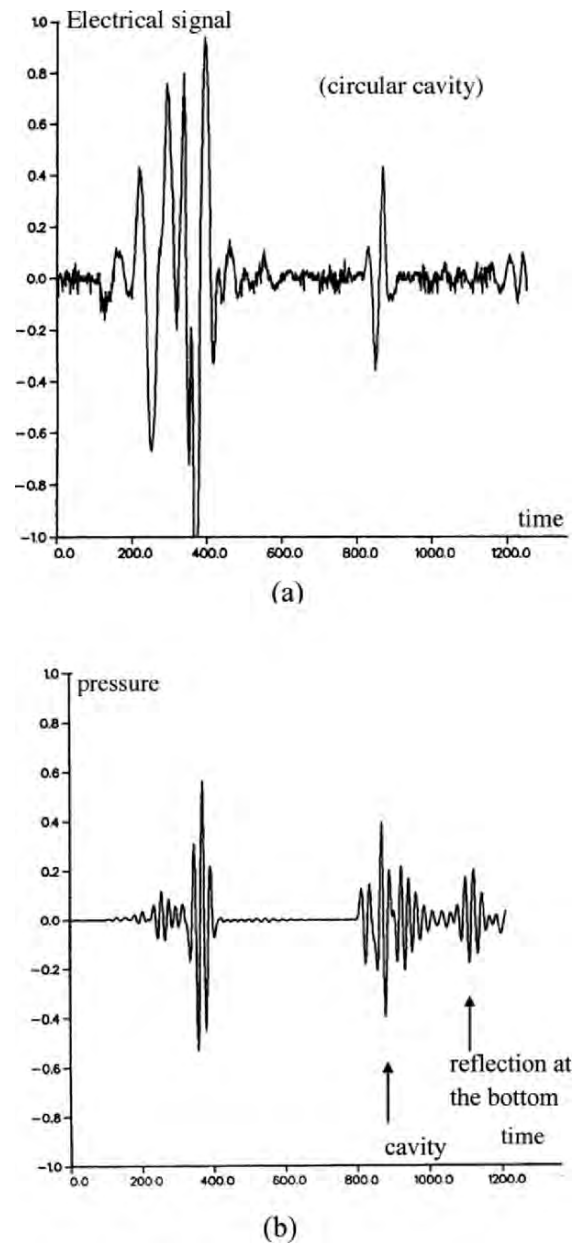 Electrical signal
1.0
(circular cavity)
0.8
0.6
0.4
0.2
0.0
-0.2
-0.4
-0.6
-0.8
time
-1.0
0.0 200.0 400.0 600.0 800.0 1000.0 1200.0
(a)
1.0
pressure
0.8
0.6
0.4
0.2
0.0
-0.2
-0.4
-0.6
reflection at
the bottom
-0.8
cavity time
-1.0
0.0 200.0 400.0 600.0 800.0 1000.0 1200.0
(b)